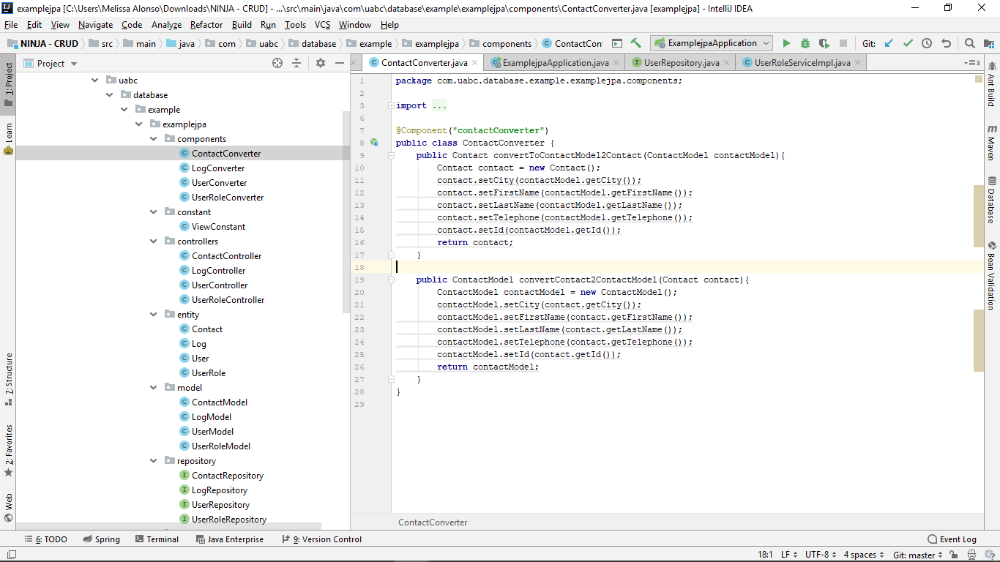 examplejpa [C:\Users\Melissa Alonso\Downloads\NINJA - CRUD] - ...\src\main\java\com\uabc\database\example\examplejpa\components\ContactConverter.java [examplejpa] - IntelliJ IDEA
File Edit View Navigate Code Analyze Refactor Build Run Tools VCS Window Help
NINJA - CRUD src main java com uabc database example examplejpa components ContactConv ExamplejpaApplication Git:
Project
ContactConverter.java ExamplejpaApplication.java UserRepository.java UserRoleServiceImpl.java 3
1: Project
Learn
7: Structure
2: Favorites
Web
uabc
database
example
examplejpa
components
ContactConverter
LogConverter
UserConverter
UserRoleConverter
constant
ViewConstant
controllers
ContactController
LogController
UserController
UserRoleController
entity
Contact
Log
User
UserRole
model
ContactModel
LogModel
UserModel
UserRoleModel
repository
ContactRepository
LogRepository
UserRepository
UserRoleRepository
1 package com.uabc.database.example.examplejpa.components;
2
3 import ...
6
7 @Component("contactConverter")
8 public class ContactConverter {
9 public Contact convertToContactModel2Contact(ContactModel contactModel){
10 Contact contact = new Contact();
11 contact.setCity(contactModel.getCity());
12 contact.setFirstName(contactModel.getFirstName());
13 contact.setLastName(contactModel.getLastName());
14 contact.setTelephone(contactModel.getTelephone());
15 contact.setId(contactModel.getId());
16 return contact;
17 }
18
19 public ContactModel convertContact2ContactModel(Contact contact){
20 ContactModel contactModel = new ContactModel();
21 contactModel.setCity(contact.getCity());
22 contactModel.setFirstName(contact.getFirstName());
23 contactModel.setLastName(contact.getLastName());
24 contactModel.setTelephone(contact.getTelephone());
25 contactModel.setId(contact.getId());
26 return contactModel;
27 }
28 }
29
ContactConverter
Ant Build
Maven
Database
Bean Validation
6: TODO Spring Terminal Java Enterprise 9: Version Control Event Log
18:1 LF UTF-8 4 spaces Git: master